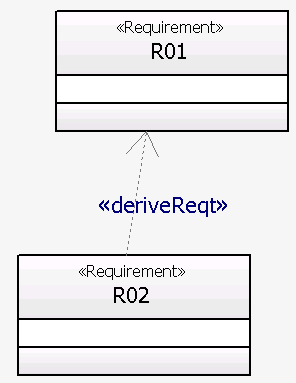 «Requirement»
R01
«deriveReqt»
«Requirement»
R02